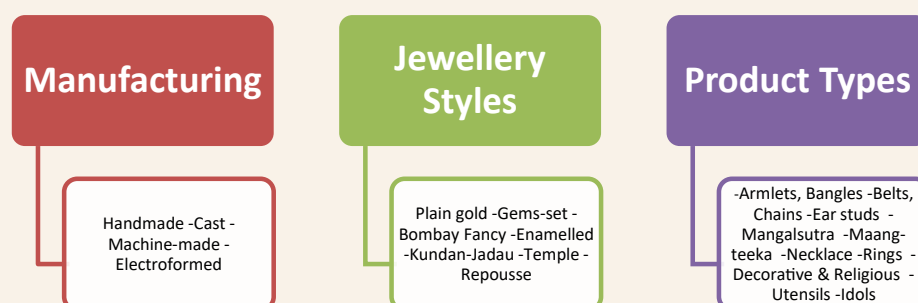 Manufacturing
Handmade -Cast -
Machine-made -
Electroformed
Jewellery
Styles
Plain gold -Gems-set -
Bombay Fancy -Enamelled
-Kundan-Jadau -Temple -
Repousse
Product Types
-Armlets, Bangles -Belts,
Chains -Ear studs -
Mangalsutra -Maang-
teeka -Necklace -Rings -
Decorative & Religious -
Utensils -Idols